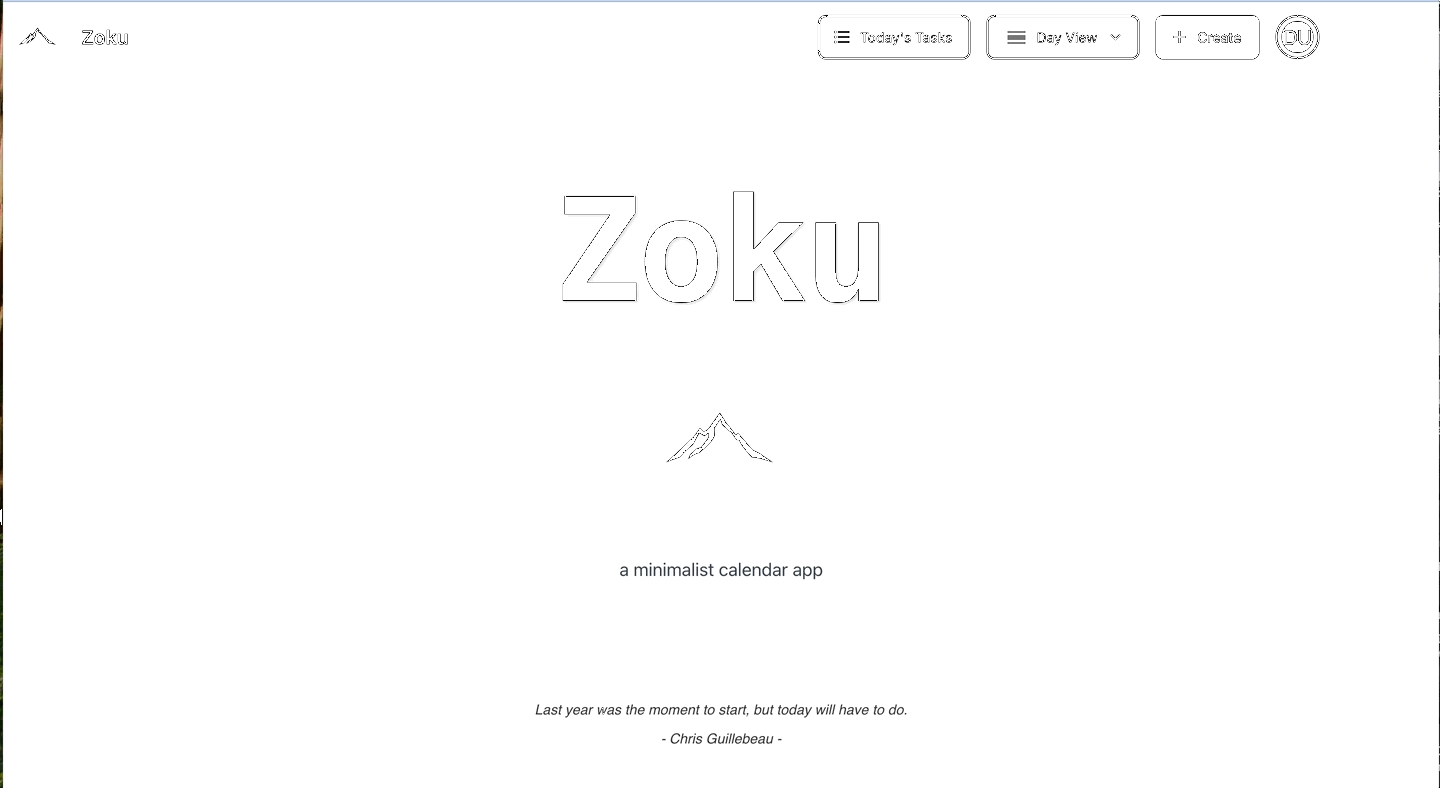 Zoku
Today's Tasks
Day View
Create
DU
Zoku
a minimalist calendar app
Last year was the moment to start, but today will have to do.
- Chris Guillebeau -